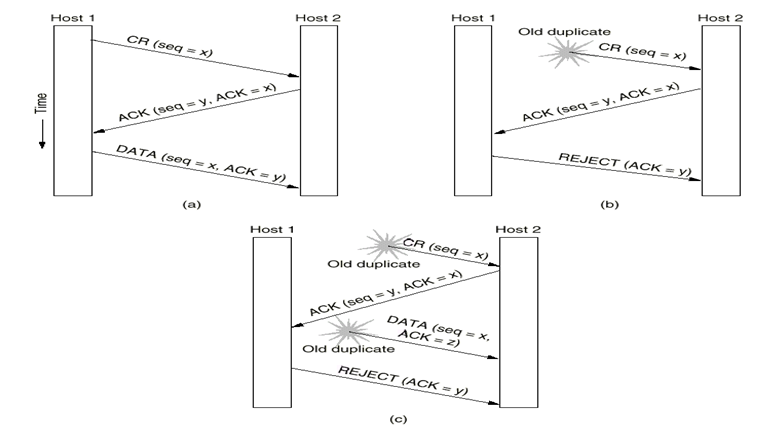 Host 1
Host 2
CR (seq = x)
ACK (seq = y, ACK = x)
DATA (seq = x, ACK = y)
Time
(a)
Host 1
Host 2
Old duplicate
CR (seq = x)
ACK (seq = y, ACK = x)
REJECT (ACK = y)
(b)
Host 1
Host 2
CR (seq = x)
Old duplicate
ACK (seq = y, ACK = x)
DATA (seq = x,
ACK = z)
Old duplicate
REJECT (ACK = y)
(c)